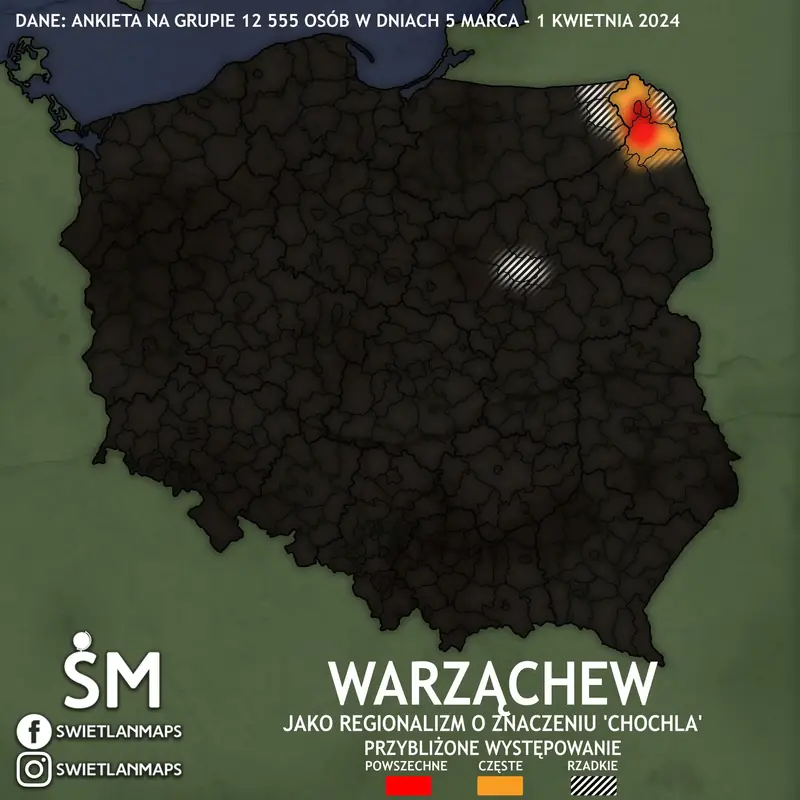 DANE: ANKIETA NA GRUPIE 12 555 OSÓB W DNIACH 5 MARCA - 1 KWIETNIA 2024
ŚM
SWIETLANMAPS
SWIETLANMAPS
WARZĄCHEW
JAKO REGIONALIZM O ZNACZENIU 'CHOCHLA'
PRZYBLIŻONE WYSTĘPOWANIE
POWSZECHNE CZĘSTE RZADKIE